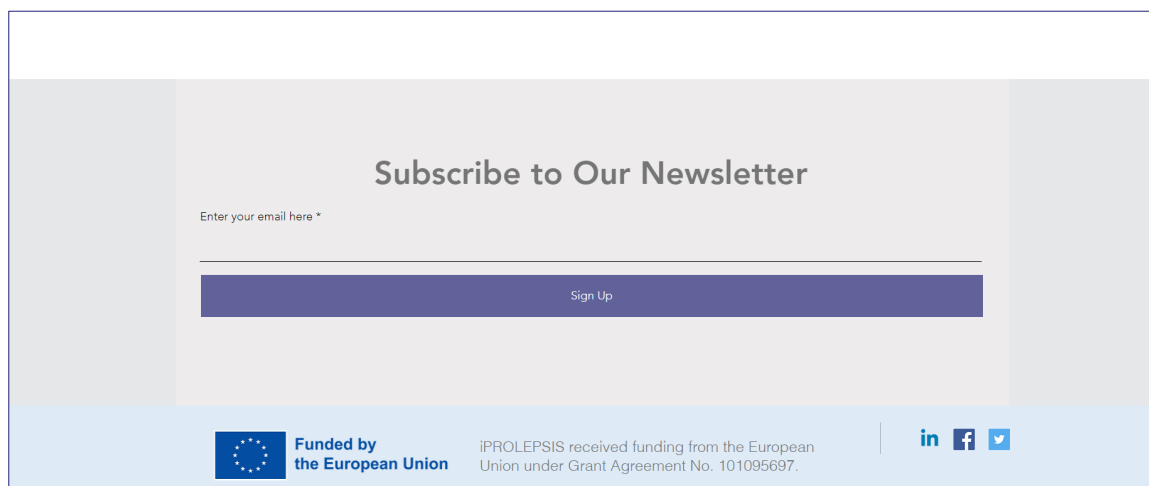 Subscribe to Our Newsletter
Enter your email here *
Sign Up
Funded by
the European Union
iPROLEPSIS received funding from the European
Union under Grant Agreement No. 101095697.
in f